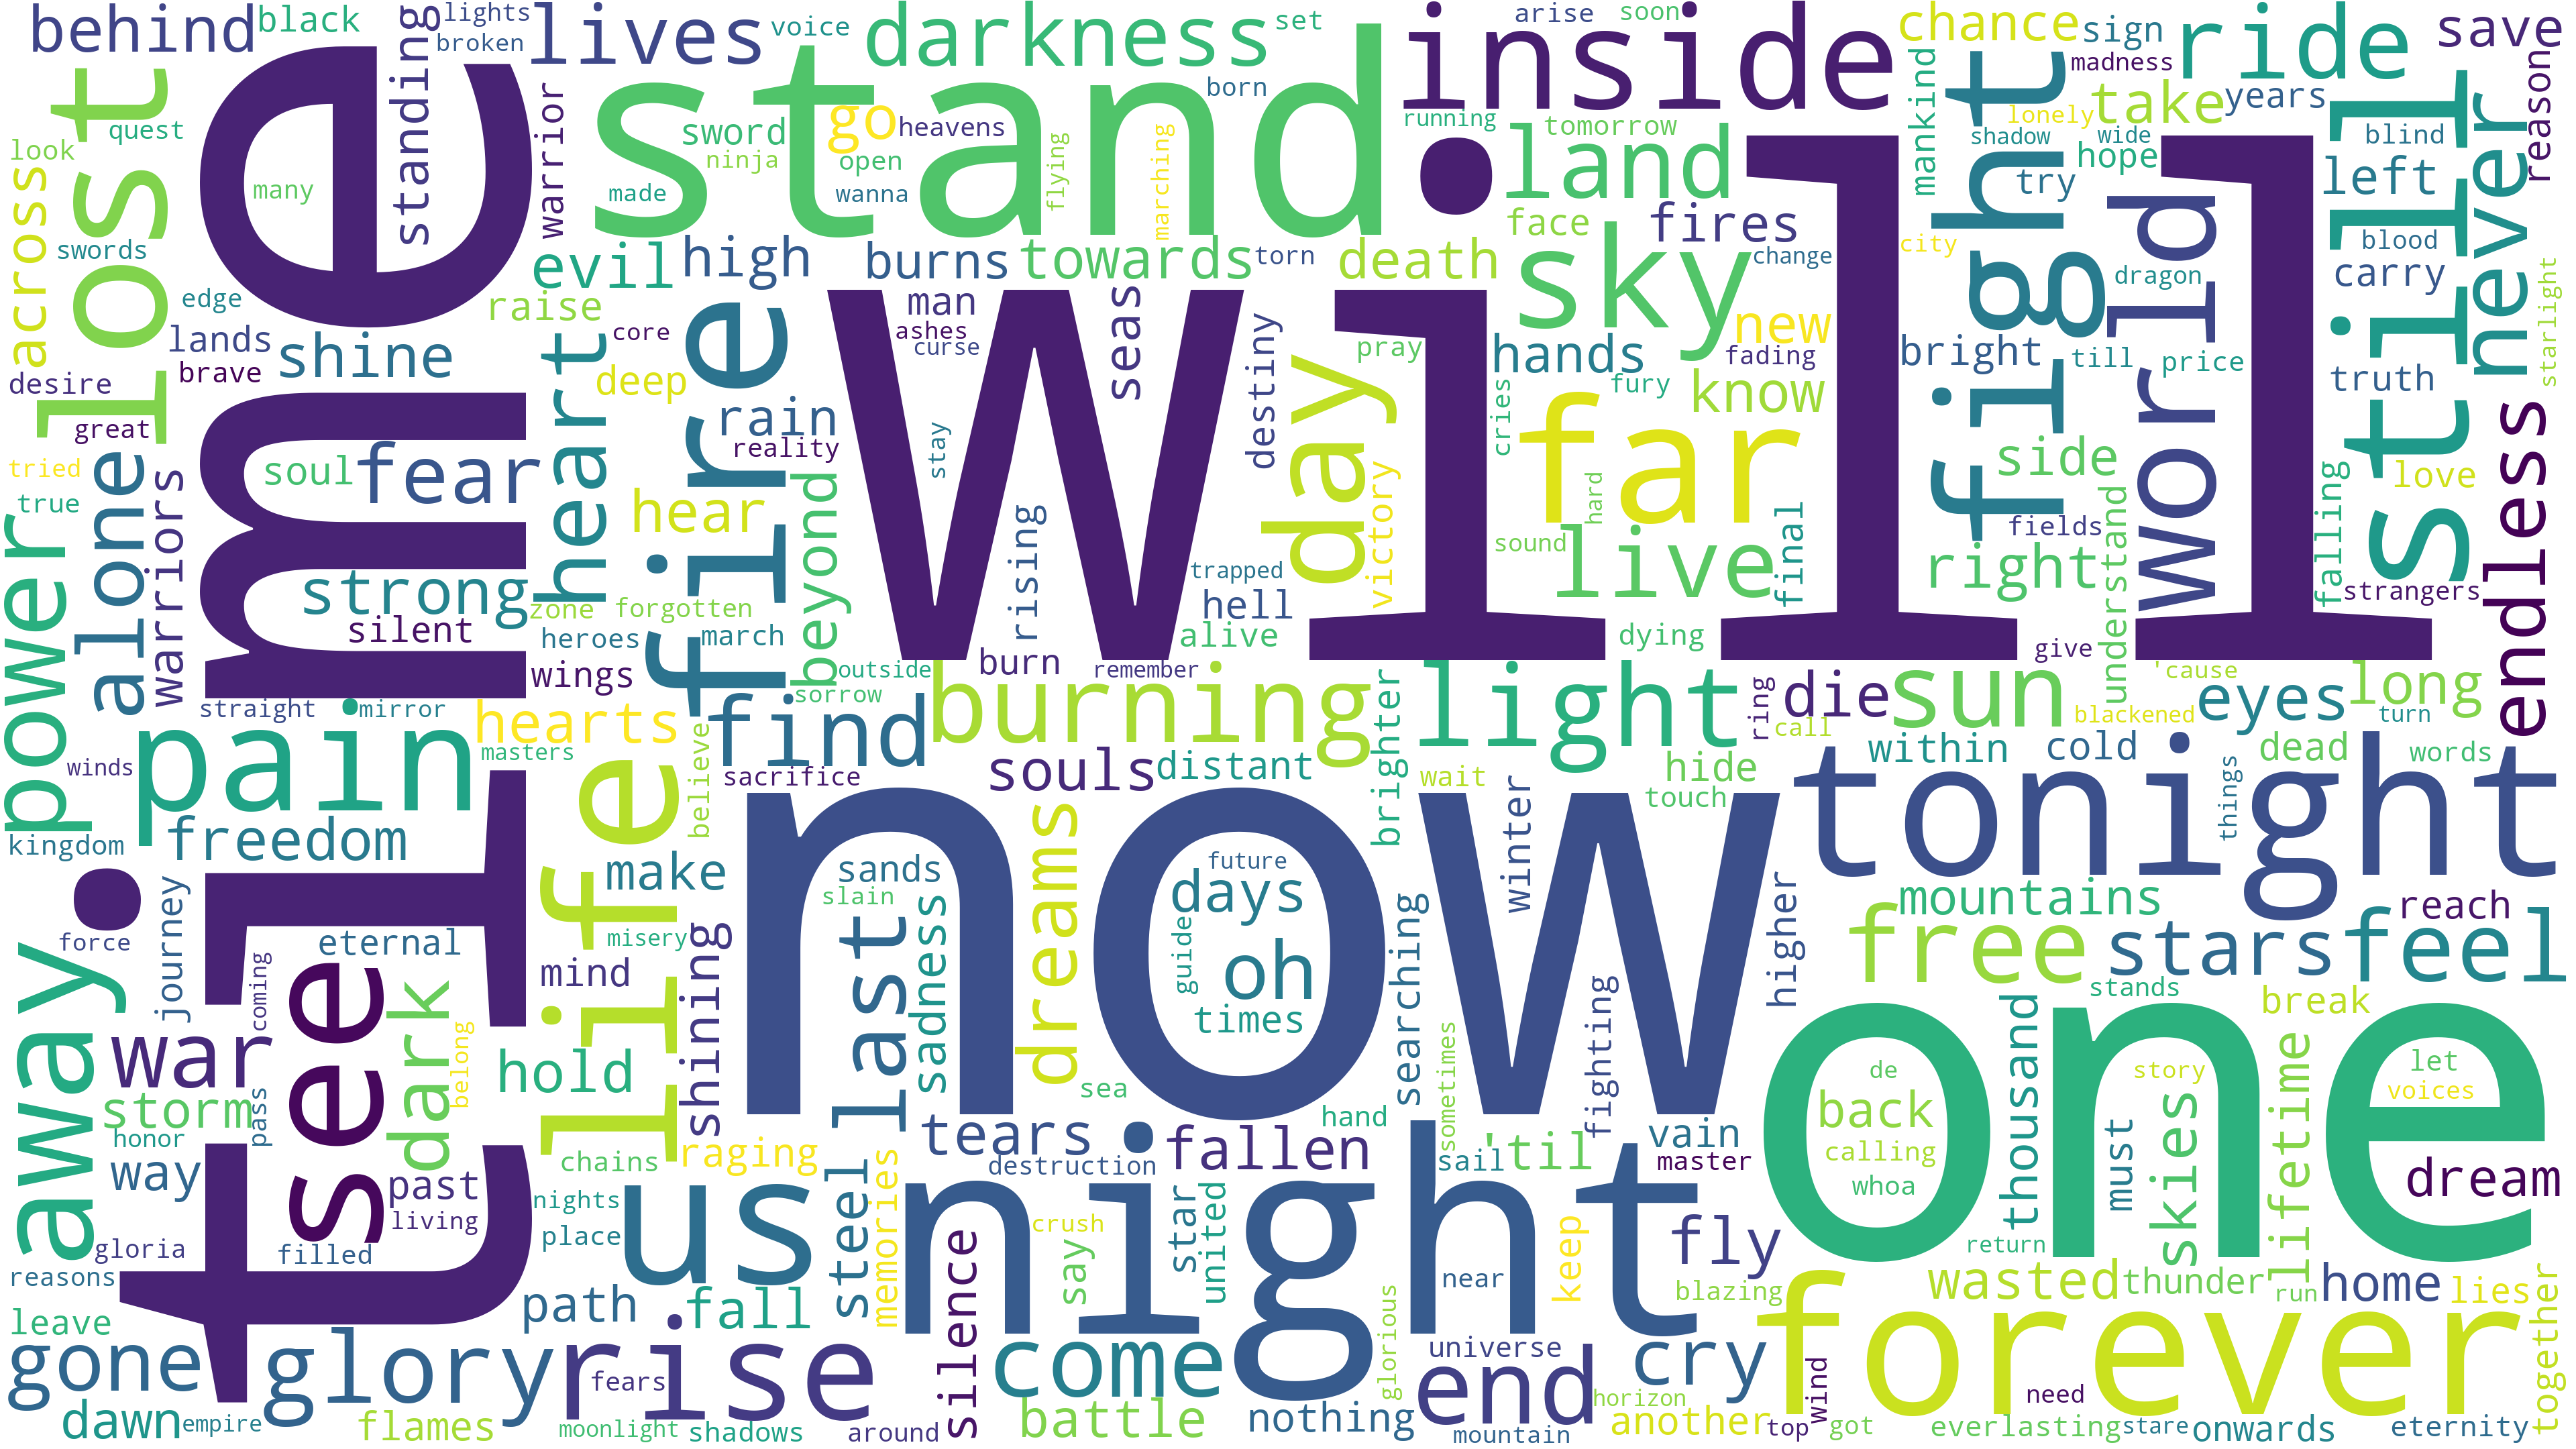 behind
black
lights
broken
lives
voice
set
darkness
arise
soon
inside
chance
sign
madness
ride
save
look
quest
lost
many
me
standing
warrior
stand
sword
ninja
made
go
heavens
open
wanna
born
flying
marching
running
tomorrow
land
mankind
lonely
shadow
wide
take
years
hope
try
blind
left
never
reason
across
swords
edge
lands
brave
desire
shine
evil
raise
high
burns
towards
torn
death
face
fires
sky
change
city
fight
bright
dragon
world
till
price
blood
carry
truth
still
starlight
great
tried
true
alone
warriors
soul
fear
heart
core
deep
fire
rain
reality
hear
man
ashes
curse
stay
seas
destiny
day
pray
victory
cries
hands
fury
new
fading
know
far
hard
sound
live
final
will
side
fields
right
understand
love
falling
strangers
endless
power
strong
silent
zone
forgotten
heroes
march
wings
beyond
rising
hell
trapped
alive
burn
remember
dying
give
'cause
straight
mirror
hearts
masters
winds
pain
outside
sorrow
find
sacrifice
believe
burning
souls
distant
brighter
light
wait
ring
call
die
hide
touch
sun
blackened
eyes
long
turn
within
cold
dead
words
things
kingdom
freedom
time
life
make
now
sands
slain
dreams
future
days
guide
oh
times
winter
higher
tonight
mountains
reach
away
force
journey
coming
eternal
see
dark
belong
mind
misery
shining
last
sadness
searching
fighting
free
stars
feel
stands
break
war
storm
honor
pass
way
hold
sea
hand
sometimes
one
de
back
calling
whoa
thousand
story
must
skies
lifetime
let
voices
dream
past
living
gloria
filled
reasons
chains
raging
nights
place
us
steel
memories
tears
destruction
night
fallen
sail
'til
vain
master
crush
say
star
united
near
keep
fly
blazing
return
leave
path
fall
silence
wasted
thunder
run
home
lies
together
gone
glory
rise
fears
come
glorious
universe
end
cry
horizon
wind
forever
need
dawn
empire
flames
moonlight
shadows
around
battle
nothing
mountain
another
top
got
everlasting
stare
onwards
eternity